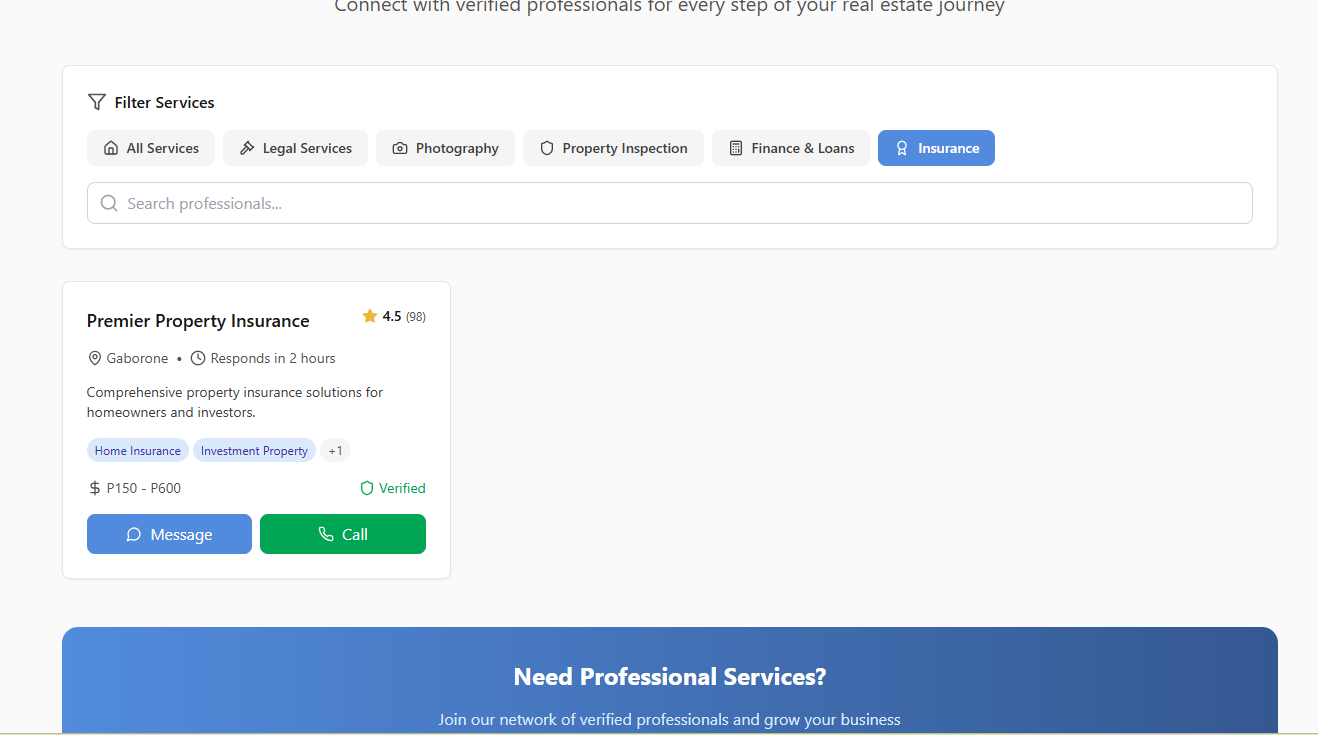 Connect with verified professionals for every step of your real estate journey
Filter Services
All Services Legal Services Photography Property Inspection Finance & Loans Insurance
Search professionals...
Premier Property Insurance 4.5 (98)
Gaborone • Responds in 2 hours
Comprehensive property insurance solutions for
homeowners and investors.
Home Insurance Investment Property +1
$ P150 - P600 Verified
Message Call
Need Professional Services?
Join our network of verified professionals and grow your business